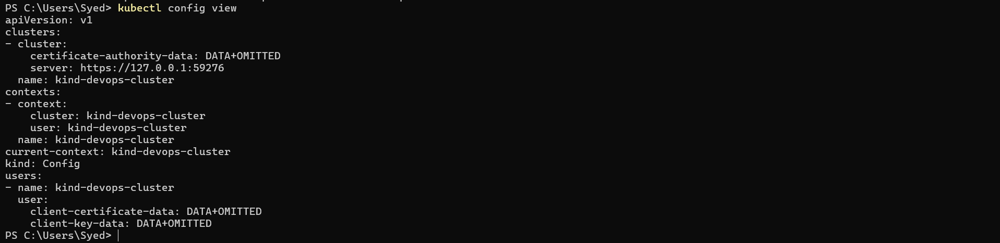 PS C:\Users\Syed> kubectl config view
apiVersion: v1
clusters:
- cluster:
    certificate-authority-data: DATA+OMITTED
    server: https://127.0.0.1:59276
  name: kind-devops-cluster
contexts:
- context:
    cluster: kind-devops-cluster
    user: kind-devops-cluster
  name: kind-devops-cluster
current-context: kind-devops-cluster
kind: Config
users:
- name: kind-devops-cluster
  user:
    client-certificate-data: DATA+OMITTED
    client-key-data: DATA+OMITTED
PS C:\Users\Syed>